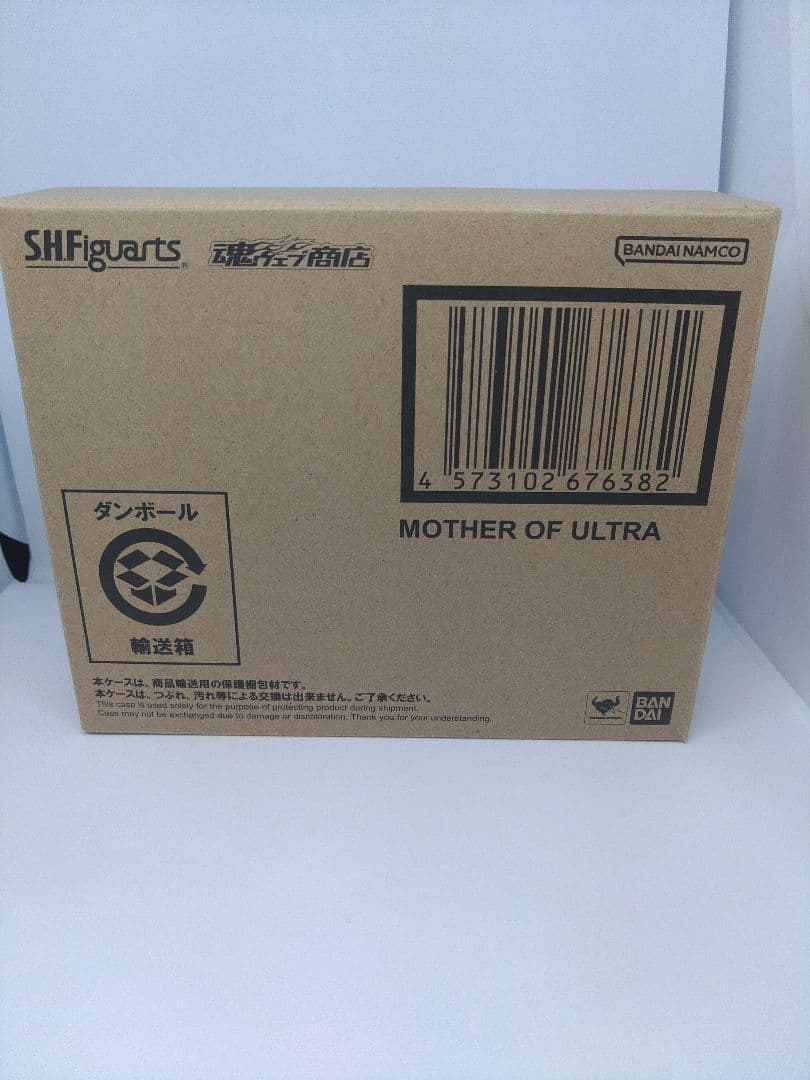 S.H.Figuarts®
魂ウェブ商店
BANDAI NAMCO
4 573102 676382
MOTHER OF ULTRA
ダンボール
輸送箱
本ケースは、商品輸送用の保護梱包材です。
本ケースは、つぶれ、汚れ等による交換は出来ません。ご了承ください。
This case is used solely for the purpose of protecting product during shipment.
Case may not be exchanged due to damage or discoloration. Thank you for your understanding.
BAN
DAI